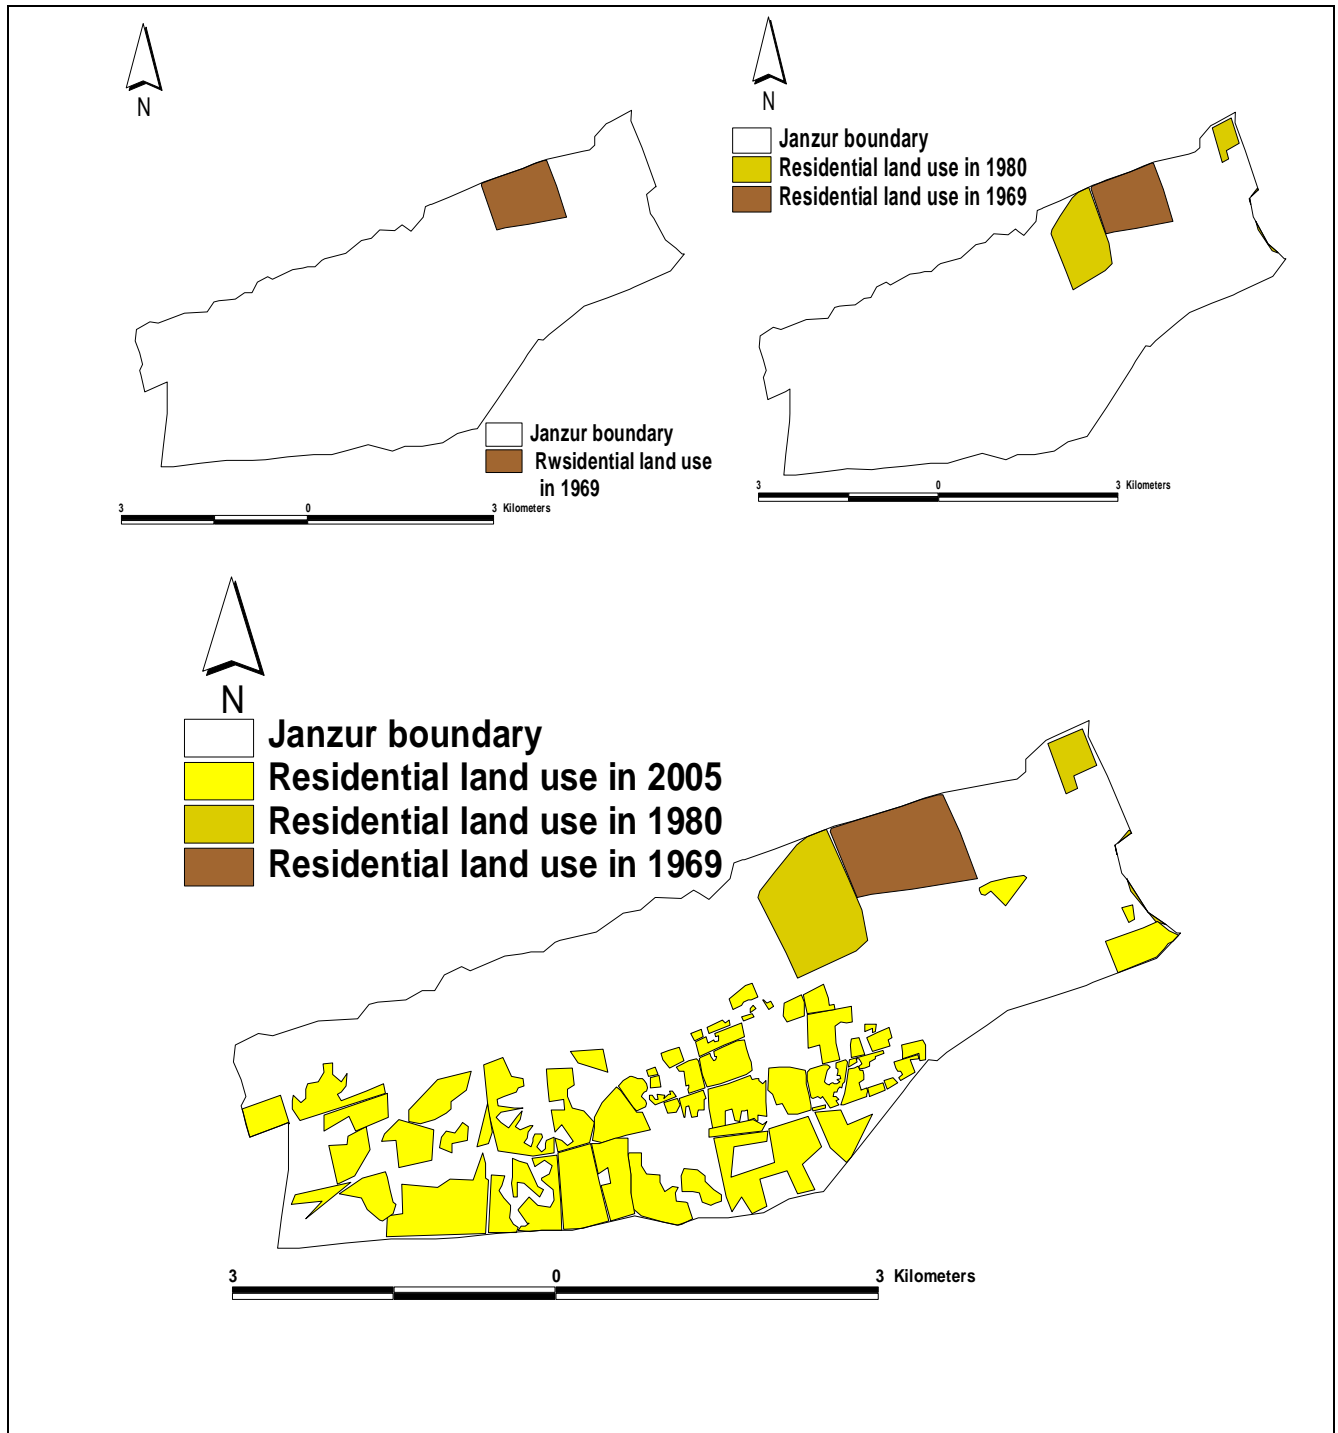 N
Janzur boundary
Rwsidential land use
in 1969
3 0 3 Kilometers
N
Janzur boundary
Residential land use in 1980
Residential land use in 1969
3 0 3 Kilometers
N
Janzur boundary
Residential land use in 2005
Residential land use in 1980
Residential land use in 1969
3 0 3 Kilometers